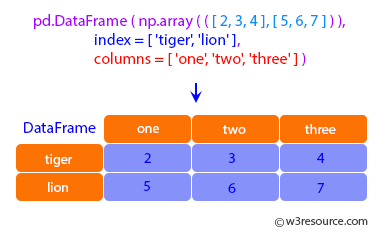 pd.DataFrame ( np.array ( ( [ 2, 3, 4 ], [ 5, 6, 7 ] ) ),
index = [ 'tiger', 'lion' ],
columns = [ 'one', 'two', 'three' ] )
DataFrame one two three
tiger 2 3 4
lion 5 6 7
© w3resource.com